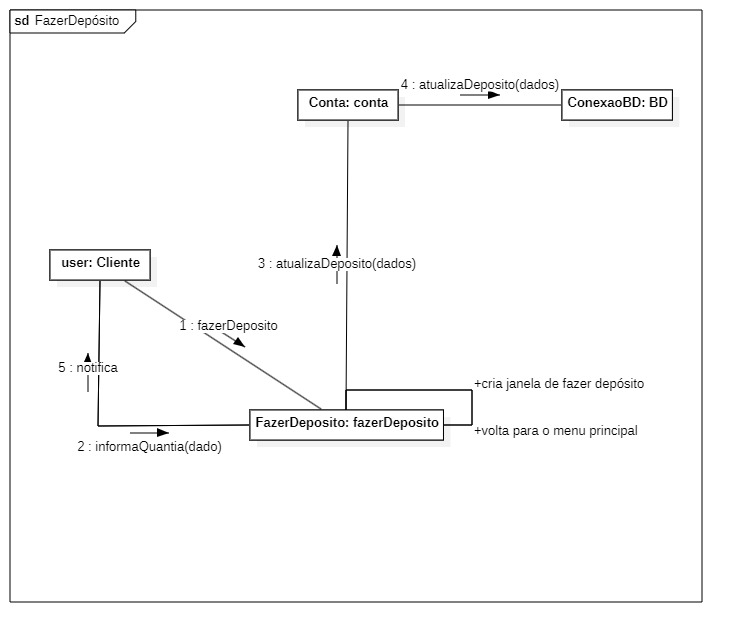 sd FazerDepósito
4 : atualizaDeposito(dados)
Conta: conta
ConexaoBD: BD
3 : atualizaDeposito(dados)
user: Cliente
1 : fazerDeposito
5 : notifica
+cria janela de fazer depósito
FazerDeposito: fazerDeposito
+volta para o menu principal
2 : informaQuantia(dado)